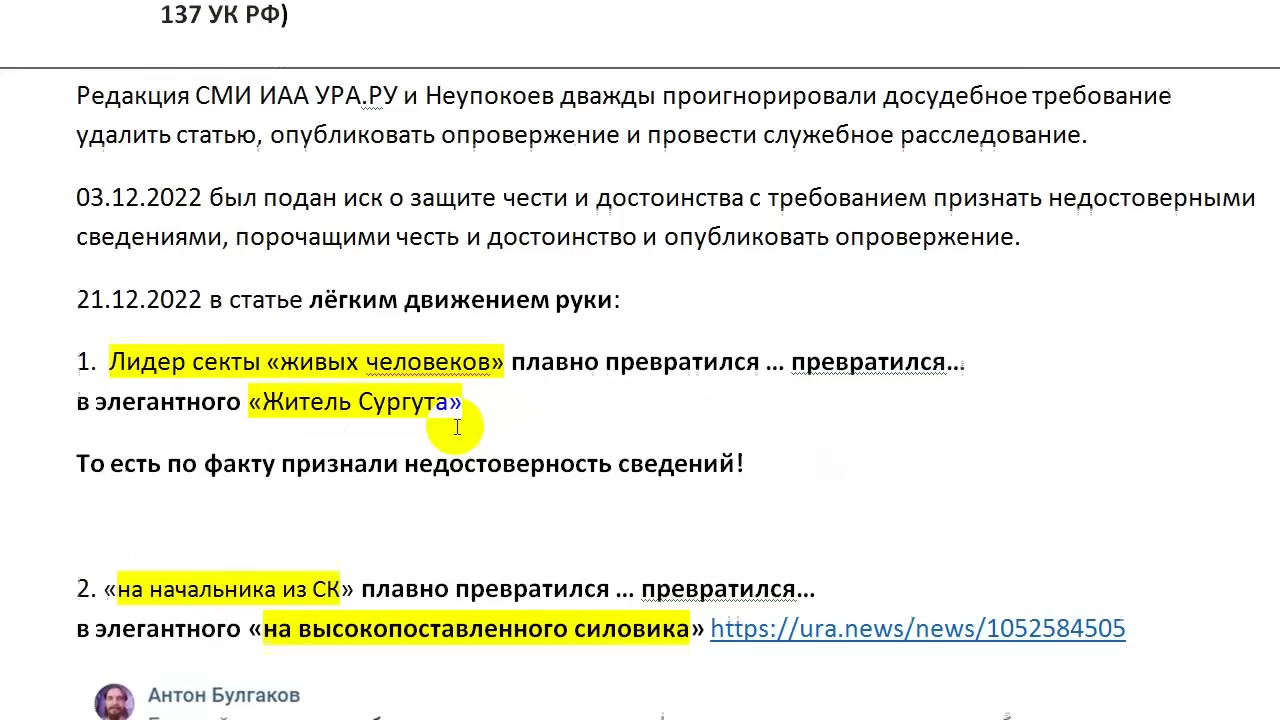 137 УК РФ)
Редакция СМИ ИАА УРА.РУ и Неупокоев дважды проигнорировали досудебное требование
удалить статью, опубликовать опровержение и провести служебное расследование.
03.12.2022 был подан иск о защите чести и достоинства с требованием признать недостоверными
сведениями, порочащими честь и достоинство и опубликовать опровержение.
21.12.2022 в статье лёгким движением руки:
1. Лидер секты «живых человеков» плавно превратился ... превратился...
в элегантного «Житель Сургута»
То есть по факту признали недостоверность сведений!
2. «на начальника из СК» плавно превратился ... превратился...
в элегантного «на высокопоставленного силовика» https://ura.news/news/1052584505
Антон Булгаков